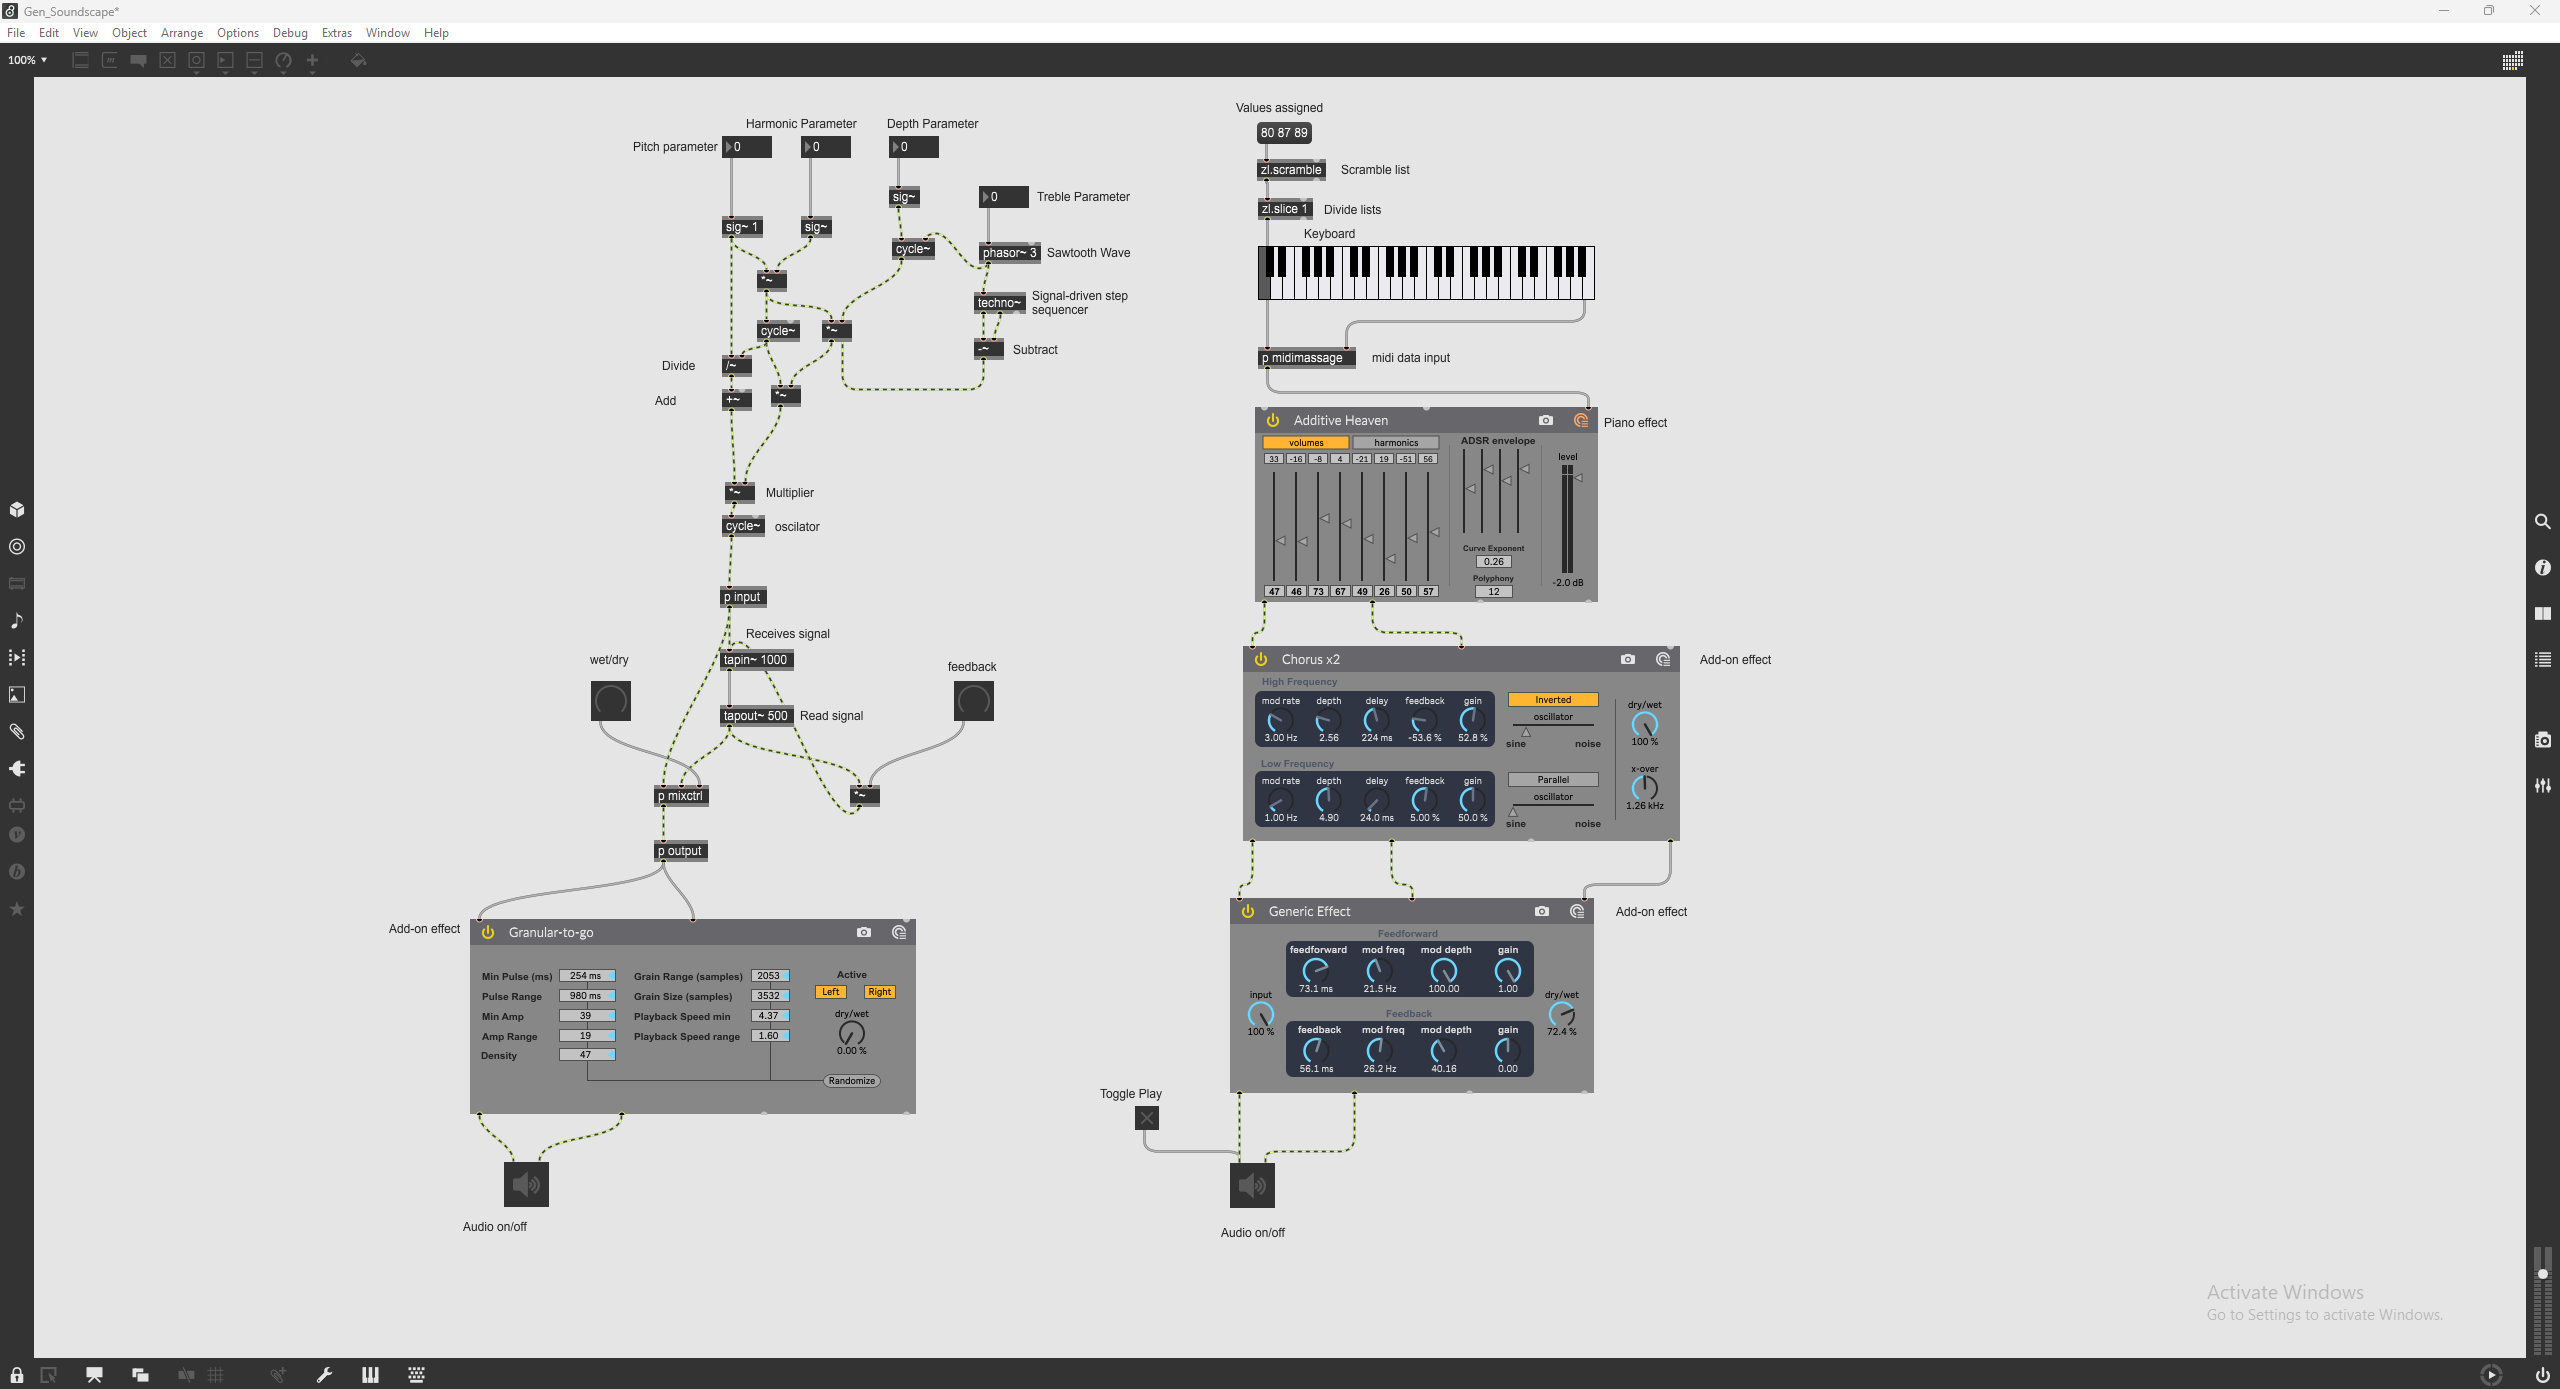 Gen_Soundscape*
File Edit View Object Arrange Options Debug Extras Window Help
100%
Harmonic Parameter
Depth Parameter
Pitch parameter
0
0
0
sig~
0
Treble Parameter
sig~ 1
sig~
cycle~
phasor~ 3
Sawtooth Wave
*~
techno~
Signal-driven step
sequencer
cycle~
*~
-~
Subtract
Divide
/~
Add
+~
*~
*~
Multiplier
cycle~
oscilator
p input
Receives signal
wet/dry
tapin~ 1000
feedback
tapout~ 500
Read signal
p mixctrl
*~
p output
Add-on effect
Granular-to-go
Min Pulse (ms)
254 ms
Grain Range (samples)
2053
Active
Pulse Range
980 ms
Grain Size (samples)
3532
Left
Right
Min Amp
39
Playback Speed min
4.37
dry/wet
Amp Range
19
Playback Speed range
1.60
0.00 %
Density
47
Randomize
Audio on/off
Values assigned
80 87 89
zl.scramble
Scramble list
zl.slice 1
Divide lists
Keyboard
p midimassage
midi data input
Additive Heaven
Piano effect
volumes
harmonics
ADSR envelope
33 -16 -8 4 -21 19 -51 56
level
Curve Exponent
0.26
Polyphony
12
-2.0 dB
47 46 73 67 49 26 50 57
Chorus x2
Add-on effect
High Frequency
mod rate depth delay feedback gain
3.00 Hz 2.56 224 ms -53.6 % 52.8 %
Inverted
oscillator
sine noise
dry/wet
100 %
Low Frequency
mod rate depth delay feedback gain
1.00 Hz 4.90 24.0 ms 5.00 % 50.0 %
Parallel
oscillator
sine noise
x-over
1.26 kHz
Generic Effect
Add-on effect
Feedforward
feedforward mod freq mod depth gain
73.1 ms 21.5 Hz 100.00 1.00
input
100 %
dry/wet
72.4 %
Feedback
feedback mod freq mod depth gain
56.1 ms 26.2 Hz 40.16 0.00
Toggle Play
Audio on/off
Activate Windows
Go to Settings to activate Windows.